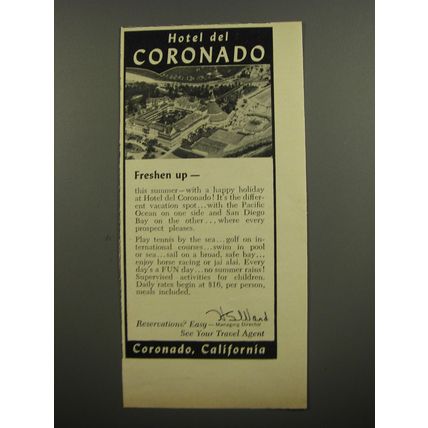 Hotel del
CORONADO
Freshen up —
this summer—with a happy holiday
at Hotel del Coronado! It's the differ-
ent vacation spot...with the Pacific
Ocean on one side and San Diego
Bay on the other..., where every
prospect pleases.
Play tennis by the sea...golf on in-
ternational courses...swim in pool
or sea...sail on a broad, safe bay...
enjoy horse racing or jai alai. Every
day's a FUN day...no summer rains!
Supervised activities for children.
Daily rates begin at $16, per person,
meals included.
Reservations? Easy — Managing Director
See Your Travel Agent
Coronado, California